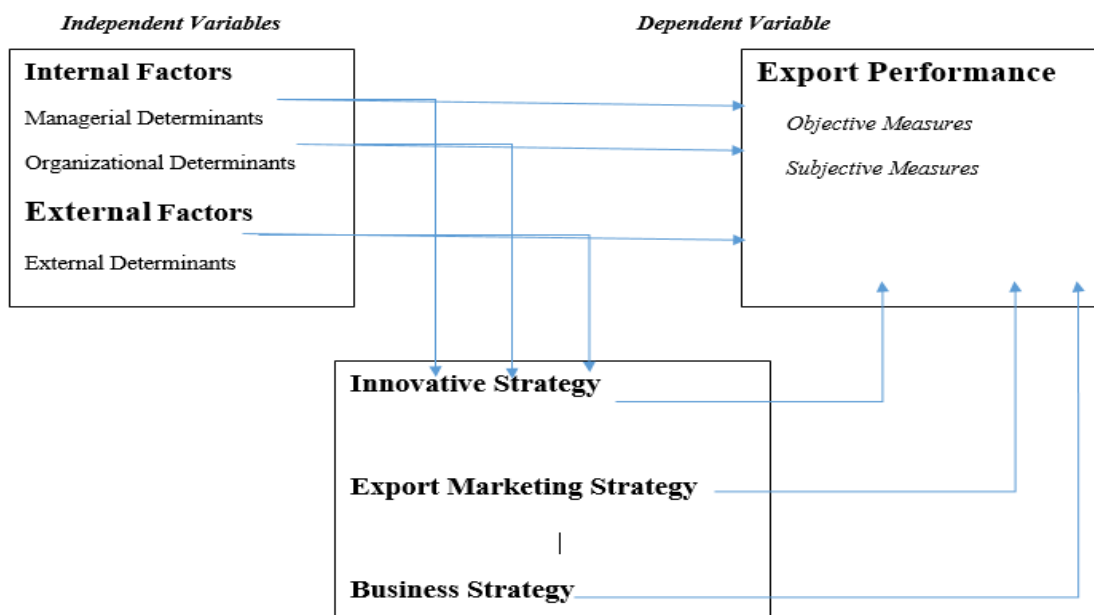 Independent Variables
Dependent Variable
Internal Factors
Managerial Determinants
Organizational Determinants
External Factors
External Determinants
Export Performance
Objective Measures
Subjective Measures
Innovative Strategy
Export Marketing Strategy
Business Strategy